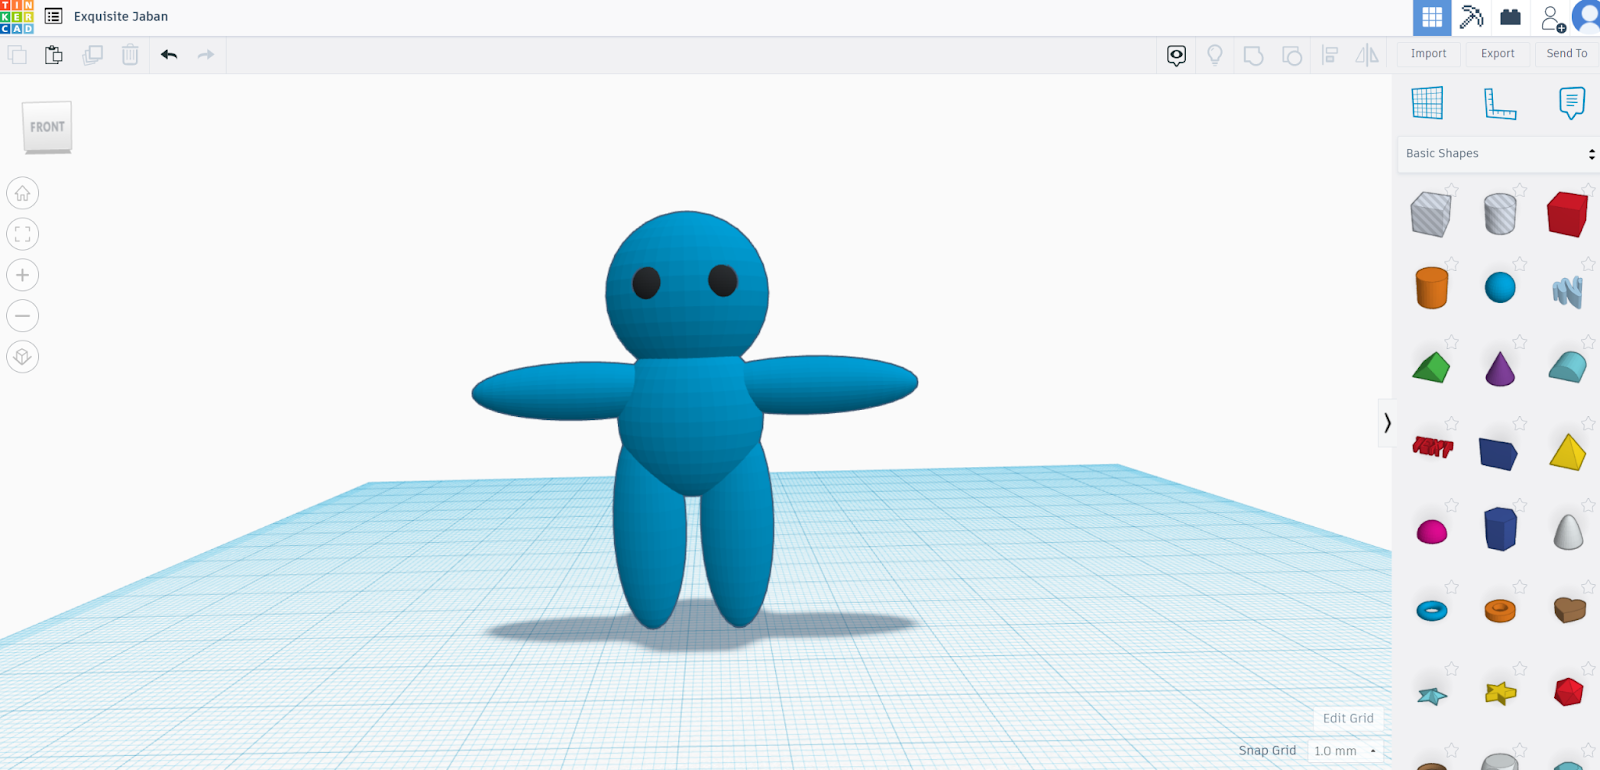 TIN
KER
CAD
Exquisite Jaban
Import
Export
Send To
FRONT
Basic Shapes
TEXT
Edit Grid
Snap Grid
1.0 mm